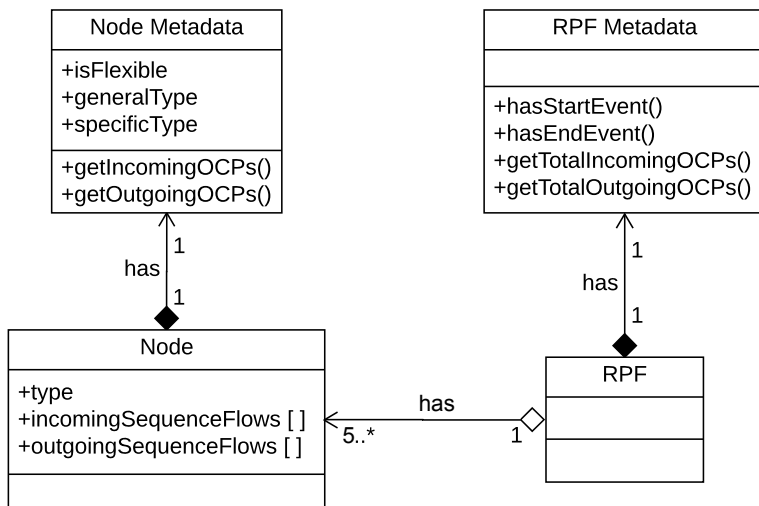 Node Metadata
+isFlexible
+generalType
+specificType
+getIncomingOCPs()
+getOutgoingOCPs()
RPF Metadata
+hasStartEvent()
+hasEndEvent()
+getTotalIncomingOCPs()
+getTotalOutgoingOCPs()
1
has
1
1
has
1
Node
+type
+incomingSequenceFlows [ ]
+outgoingSequenceFlows [ ]
has
5..*
1
RPF